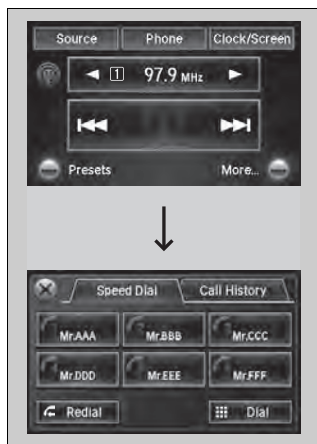 Source Phone Clock/Screen
1 97.9 MHz
Presets More...
Speed Dial Call History
Mr.AAA Mr.BBB Mr.CCC
Mr.DDD Mr.EEE Mr.FFF
Redial Dial